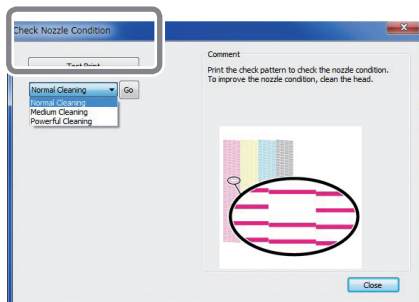 Check Nozzle Condition
Test Print
Normal Cleaning
Go
Normal Cleaning
Medium Cleaning
Powerful Cleaning
Comment
Print the check pattern to check the nozzle condition.
To improve the nozzle condition, clean the head.
Close